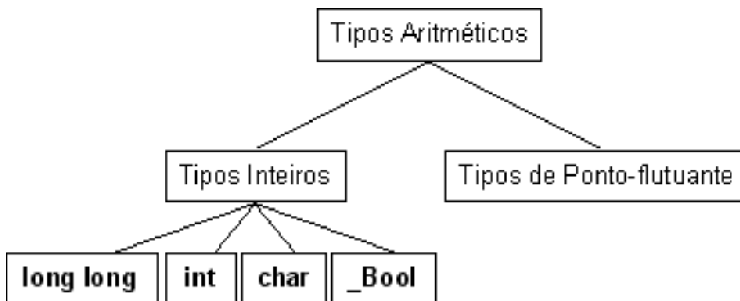 Tipos Aritméticos
Tipos Inteiros
Tipos de Ponto-flutuante
long long
int
char
_Bool